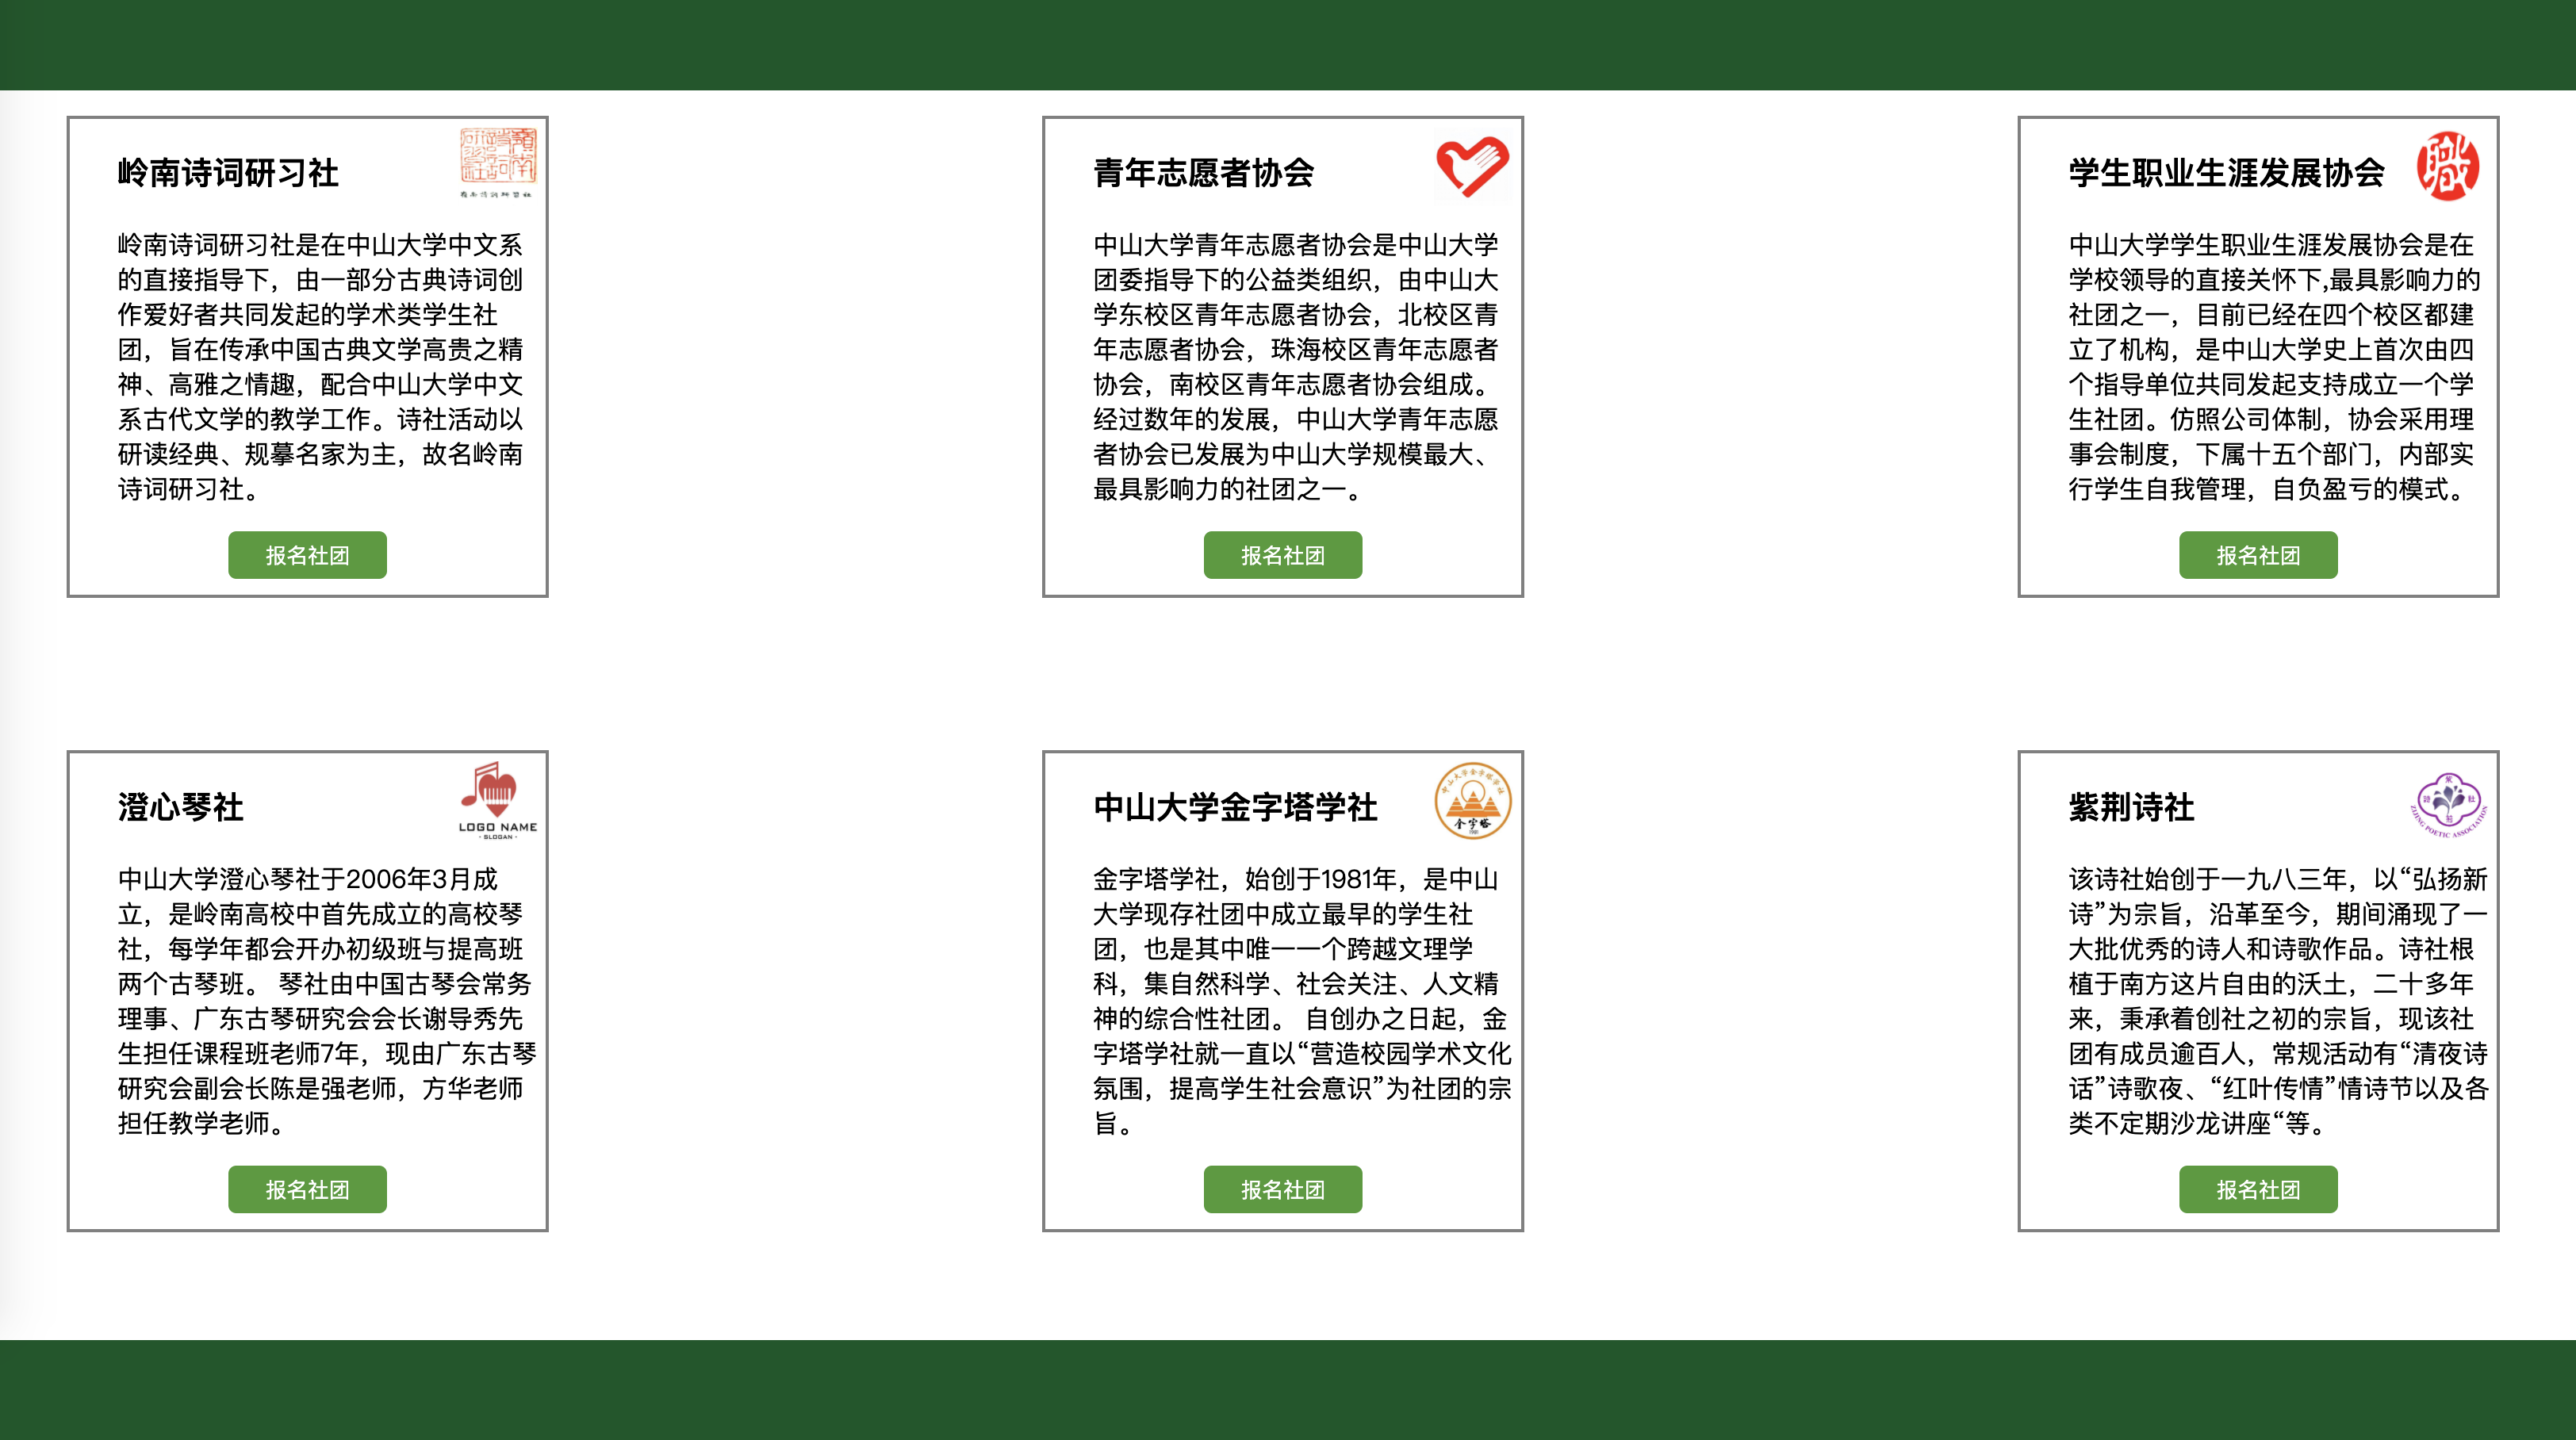 岭南诗词研习社
岭南诗词研习社是在中山大学中文系
的直接指导下，由一部分古典诗词创
作爱好者共同发起的学术类学生社
团，旨在传承中国古典文学高贵之精
神、高雅之情趣，配合中山大学中文
系古代文学的教学工作。诗社活动以
研读经典、规摹名家为主，故名岭南
诗词研习社。
报名社团
青年志愿者协会
中山大学青年志愿者协会是中山大学
团委指导下的公益类组织，由中山大
学东校区青年志愿者协会，北校区青
年志愿者协会，珠海校区青年志愿者
协会，南校区青年志愿者协会组成。
经过数年的发展，中山大学青年志愿
者协会已发展为中山大学规模最大、
最具影响力的社团之一。
报名社团
職
学生职业生涯发展协会
中山大学学生职业生涯发展协会是在
学校领导的直接关怀下,最具影响力的
社团之一，目前已经在四个校区都建
立了机构，是中山大学史上首次由四
个指导单位共同发起支持成立一个学
生社团。仿照公司体制，协会采用理
事会制度，下属十五个部门，内部实
行学生自我管理，自负盈亏的模式。
报名社团
澄心琴社
LOGO NAME
· SLOGAN ·
中山大学澄心琴社于2006年3月成
立，是岭南高校中首先成立的高校琴
社，每学年都会开办初级班与提高班
两个古琴班。 琴社由中国古琴会常务
理事、广东古琴研究会会长谢导秀先
生担任课程班老师7年，现由广东古琴
研究会副会长陈是强老师，方华老师
担任教学老师。
报名社团
中山大学金字塔学社
中山大学金字塔学社
金字塔
1981
金字塔学社，始创于1981年，是中山
大学现存社团中成立最早的学生社
团，也是其中唯一一个跨越文理学
科，集自然科学、社会关注、人文精
神的综合性社团。 自创办之日起，金
字塔学社就一直以“营造校园学术文化
氛围，提高学生社会意识”为社团的宗
旨。
报名社团
紫荆诗社
ZIJING POETIC ASSOCIATION
该诗社始创于一九八三年，以“弘扬新
诗”为宗旨，沿革至今，期间涌现了一
大批优秀的诗人和诗歌作品。诗社根
植于南方这片自由的沃土，二十多年
来，秉承着创社之初的宗旨，现该社
团有成员逾百人，常规活动有“清夜诗
话”诗歌夜、“红叶传情”情诗节以及各
类不定期沙龙讲座“等。
报名社团